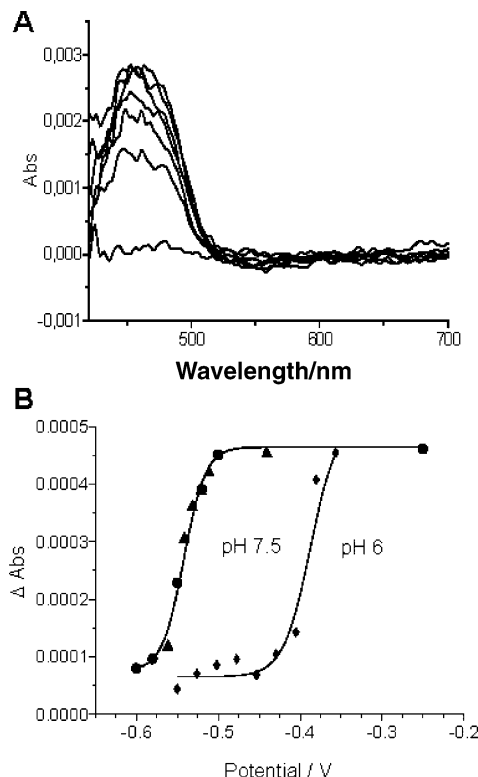 A
0,003
0,002
Abs
0,001
0,000
-0,001
500
600
700
Wavelength/nm
B
0.0005
0.0004
0.0003
Δ Abs
0.0002
0.0001
0.0000
pH 7.5
pH 6
-0.6
-0.5
-0.4
-0.3
-0.2
Potential / V